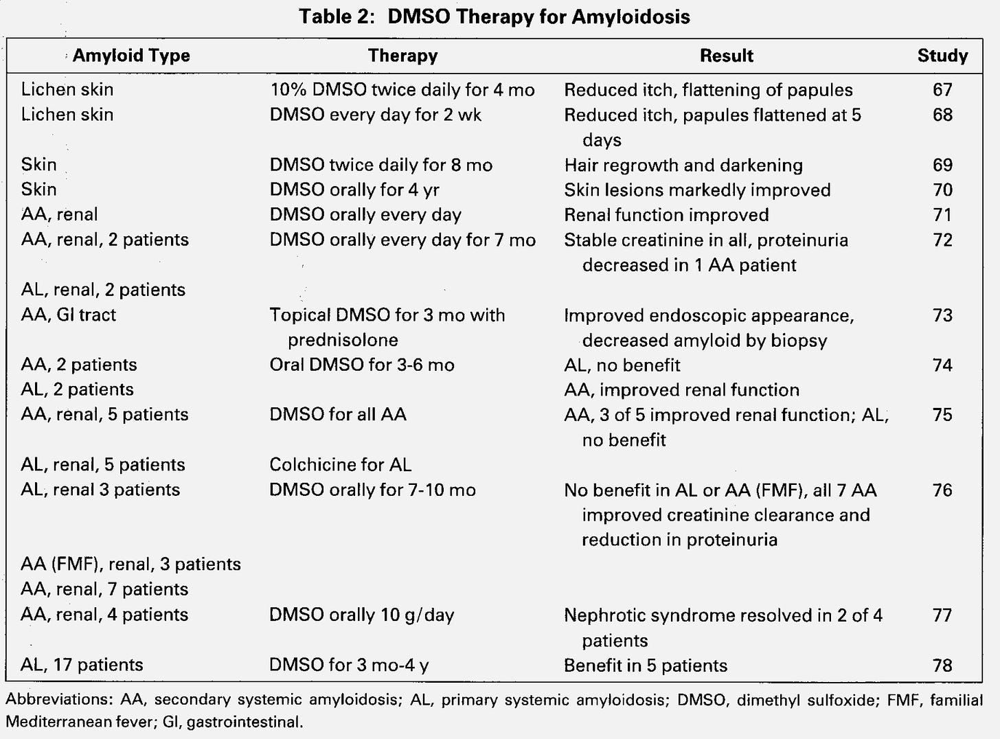 Table 2: DMSO Therapy for Amyloidosis
Amyloid Type Therapy Result Study
Lichen skin 10% DMSO twice daily for 4 mo Reduced itch, flattening of papules 67
Lichen skin DMSO every day for 2 wk Reduced itch, papules flattened at 5 68
days
Skin DMSO twice daily for 8 mo Hair regrowth and darkening 69
Skin DMSO orally for 4 yr Skin lesions markedly improved 70
AA, renal DMSO orally every day Renal function improved 71
AA, renal, 2 patients DMSO orally every day for 7 mo Stable creatinine in all, proteinuria 72
decreased in 1 AA patient
AL, renal, 2 patients
AA, GI tract Topical DMSO for 3 mo with Improved endoscopic appearance, 73
prednisolone decreased amyloid by biopsy
AA, 2 patients Oral DMSO for 3-6 mo AL, no benefit 74
AL, 2 patients AA, improved renal function
AA, renal, 5 patients DMSO for all AA AA, 3 of 5 improved renal function; AL, 75
no benefit
AL, renal, 5 patients Colchicine for AL
AL, renal 3 patients DMSO orally for 7-10 mo No benefit in AL or AA (FMF), all 7 AA 76
improved creatinine clearance and
reduction in proteinuria
AA (FMF), renal, 3 patients
AA, renal, 7 patients
AA, renal, 4 patients DMSO orally 10 g/day Nephrotic syndrome resolved in 2 of 4 77
patients
AL, 17 patients DMSO for 3 mo-4 y Benefit in 5 patients 78
Abbreviations: AA, secondary systemic amyloidosis; AL, primary systemic amyloidosis; DMSO, dimethyl sulfoxide; FMF, familial
Mediterranean fever; GI, gastrointestinal.